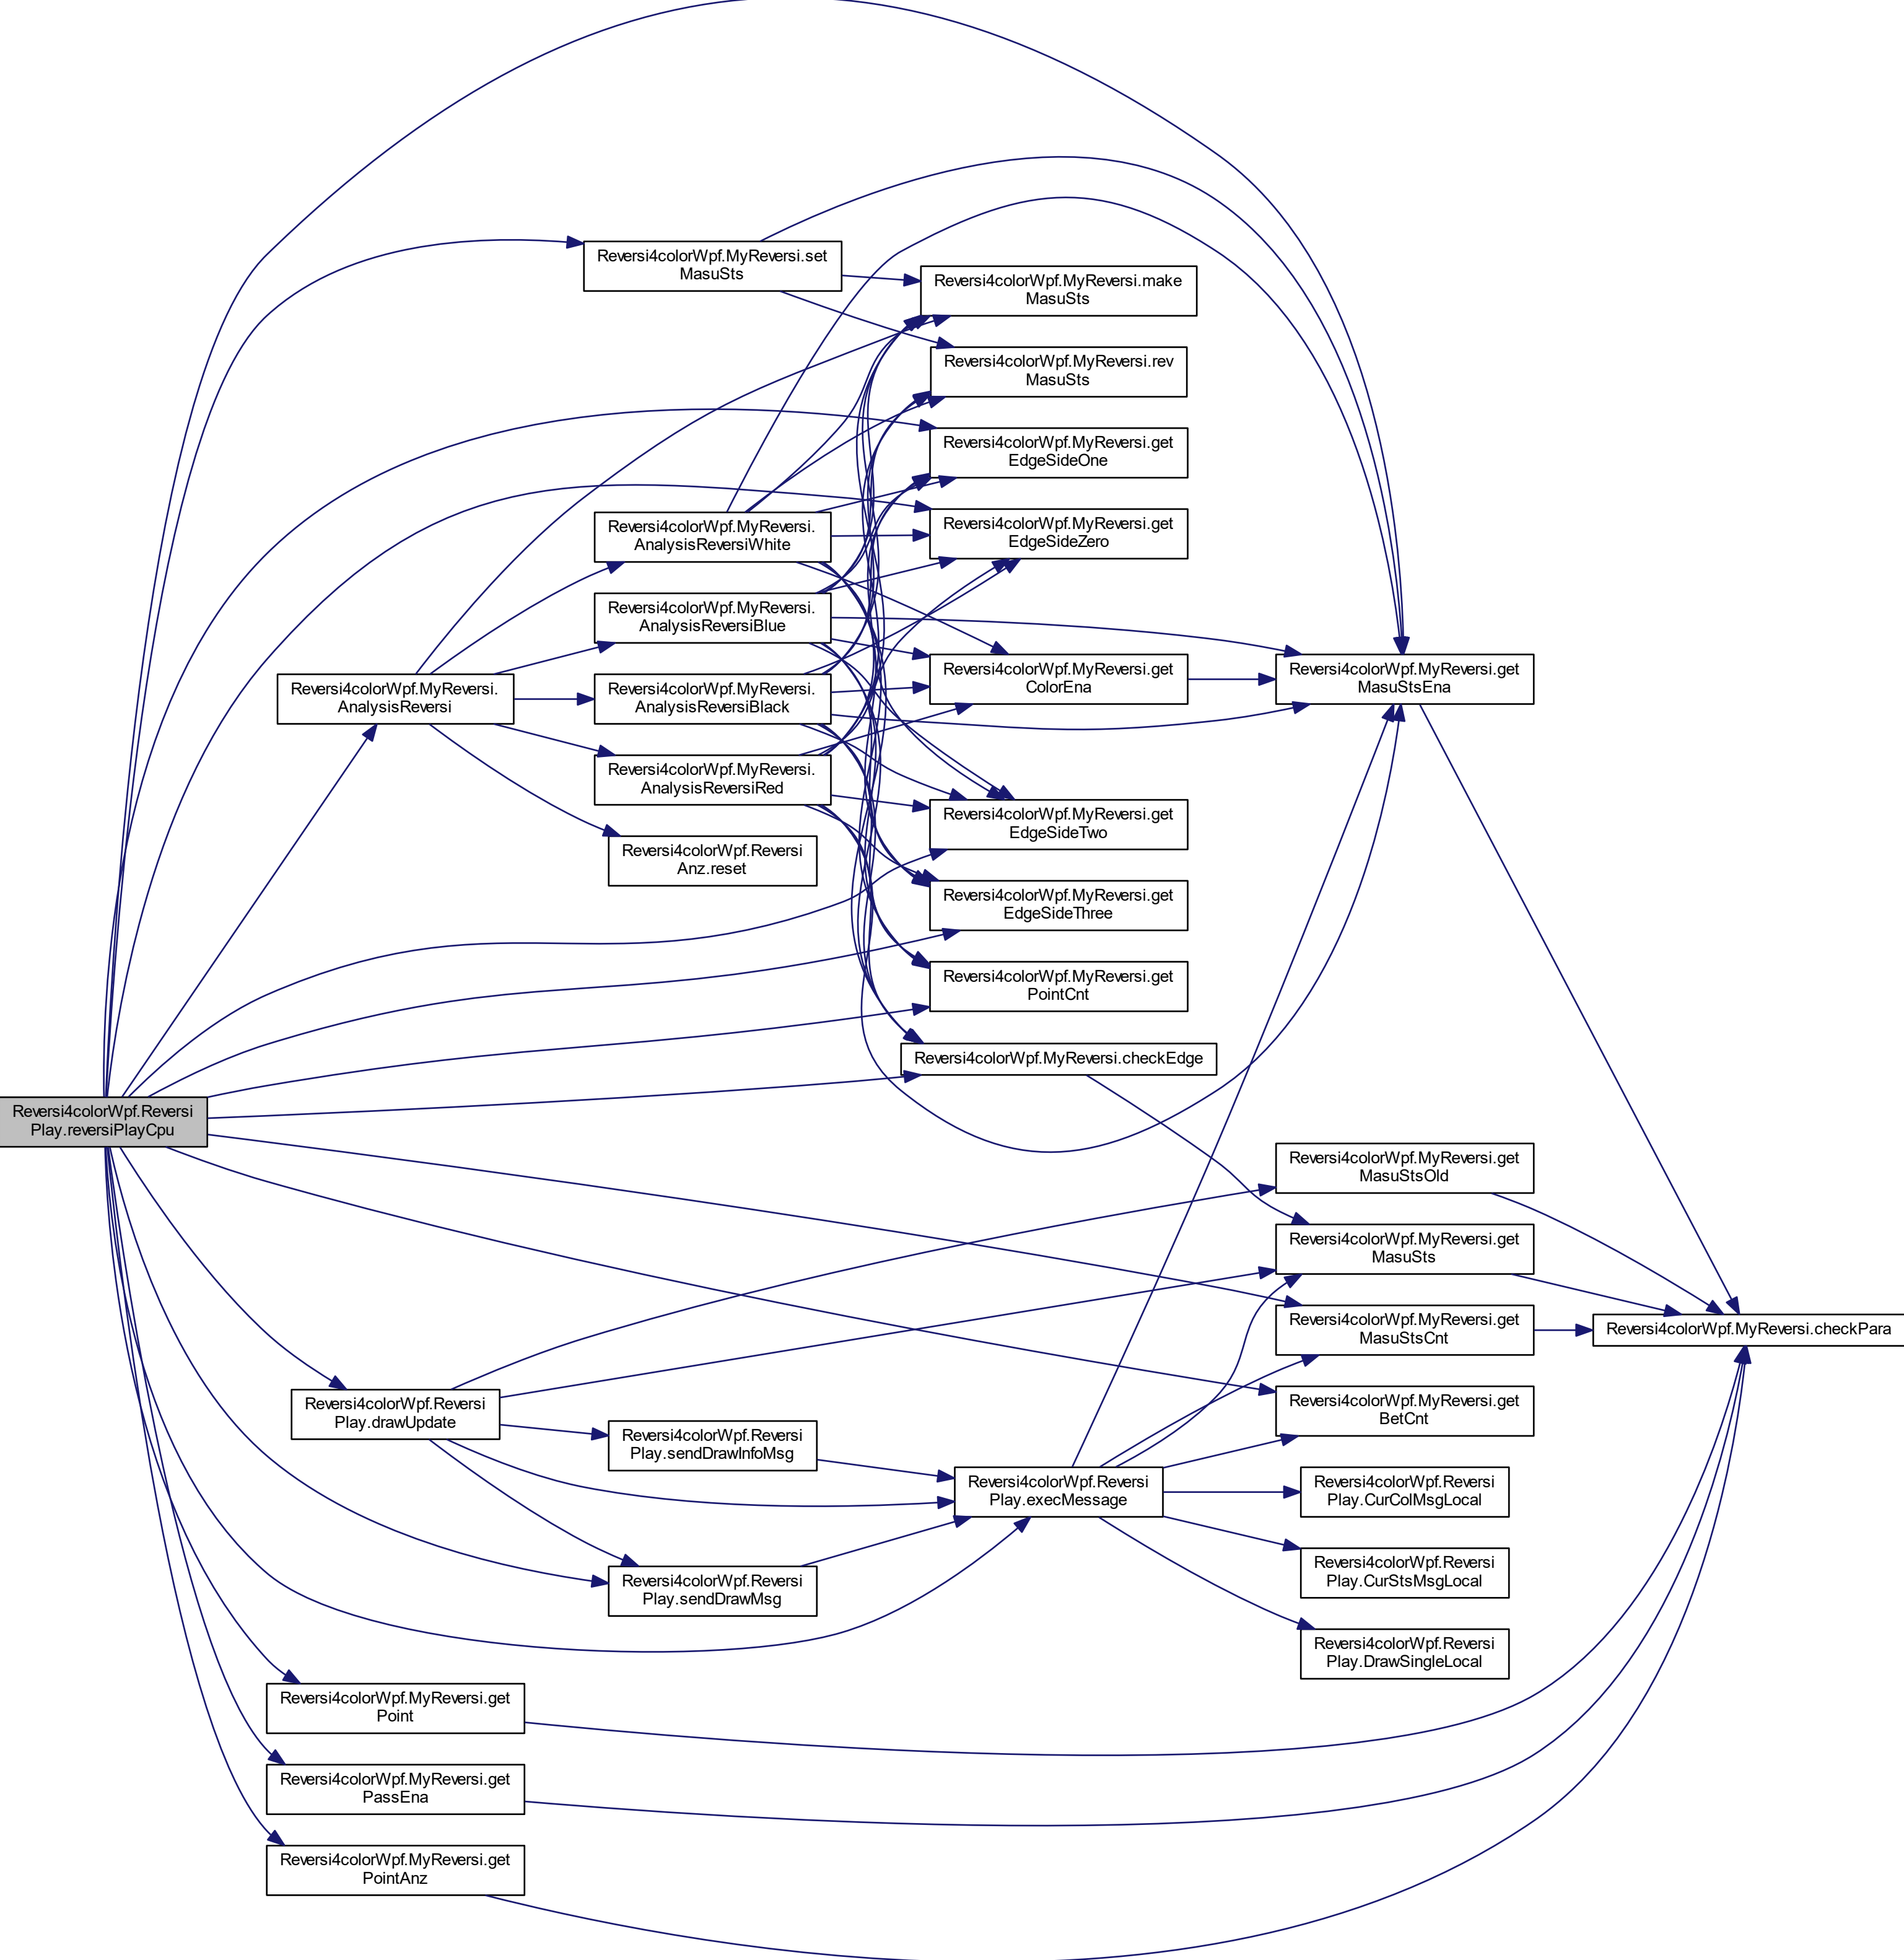 Reversi4colorWpf.MyReversi.set
MasuSts
Reversi4colorWpf.MyReversi.make
MasuSts
Reversi4colorWpf.MyReversi.rev
MasuSts
Reversi4colorWpf.MyReversi.get
EdgeSideOne
Reversi4colorWpf.MyReversi.
AnalysisReversiWhite
Reversi4colorWpf.MyReversi.get
EdgeSideZero
Reversi4colorWpf.MyReversi.
AnalysisReversiBlue
Reversi4colorWpf.MyReversi.
AnalysisReversi
Reversi4colorWpf.MyReversi.
AnalysisReversiBlack
Reversi4colorWpf.MyReversi.get
ColorEna
Reversi4colorWpf.MyReversi.get
MasuStsEna
Reversi4colorWpf.MyReversi.
AnalysisReversiRed
Reversi4colorWpf.MyReversi.get
EdgeSideTwo
Reversi4colorWpf.Reversi
Anz.reset
Reversi4colorWpf.MyReversi.get
EdgeSideThree
Reversi4colorWpf.MyReversi.get
PointCnt
Reversi4colorWpf.MyReversi.checkEdge
Reversi4colorWpf.Reversi
Play.reversiPlayCpu
Reversi4colorWpf.MyReversi.get
MasuStsOld
Reversi4colorWpf.MyReversi.get
MasuSts
Reversi4colorWpf.MyReversi.get
MasuStsCnt
Reversi4colorWpf.MyReversi.checkPara
Reversi4colorWpf.Reversi
Play.drawUpdate
Reversi4colorWpf.MyReversi.get
BetCnt
Reversi4colorWpf.Reversi
Play.sendDrawInfoMsg
Reversi4colorWpf.Reversi
Play.execMessage
Reversi4colorWpf.Reversi
Play.CurColMsgLocal
Reversi4colorWpf.Reversi
Play.sendDrawMsg
Reversi4colorWpf.Reversi
Play.CurStsMsgLocal
Reversi4colorWpf.Reversi
Play.DrawSingleLocal
Reversi4colorWpf.MyReversi.get
Point
Reversi4colorWpf.MyReversi.get
PassEna
Reversi4colorWpf.MyReversi.get
PointAnz